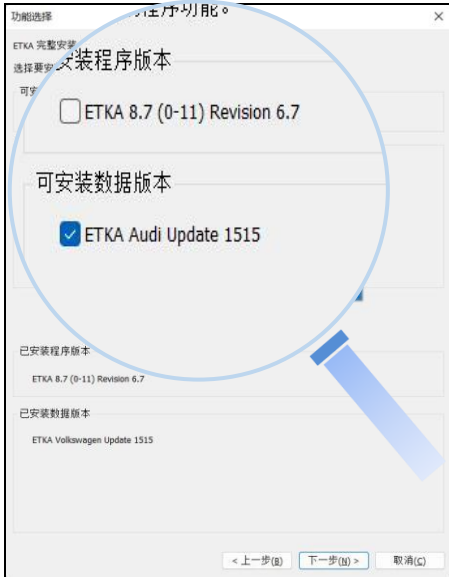 功能选择
程序功能。
ETKA 完整安装
选择要安
安装程序版本
ETKA 8.7 (0-11) Revision 6.7
可安装数据版本
ETKA Audi Update 1515
已安装程序版本
ETKA 8.7 (0-11) Revision 6.7
已安装数据版本
ETKA Volkswagen Update 1515
< 上一步(B)
下一步(N) >
取消(C)